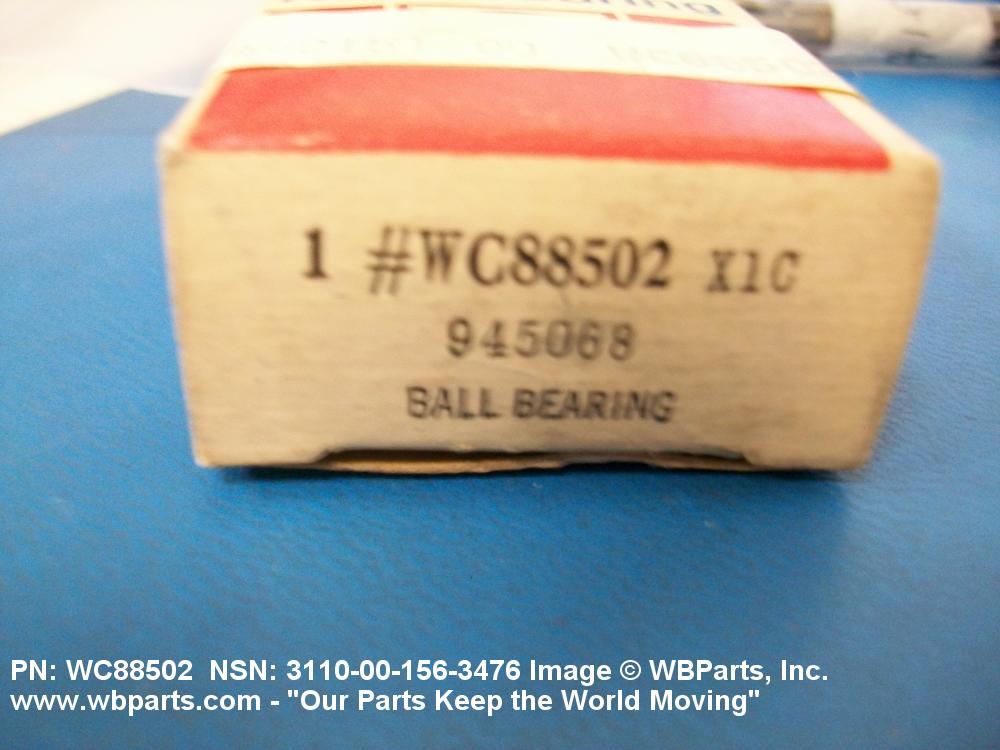 1 #WC88502 X1C
945068
BALL BEARING
PN: WC88502 NSN: 3110-00-156-3476 Image © WBParts, Inc.
www.wbparts.com - "Our Parts Keep the World Moving"